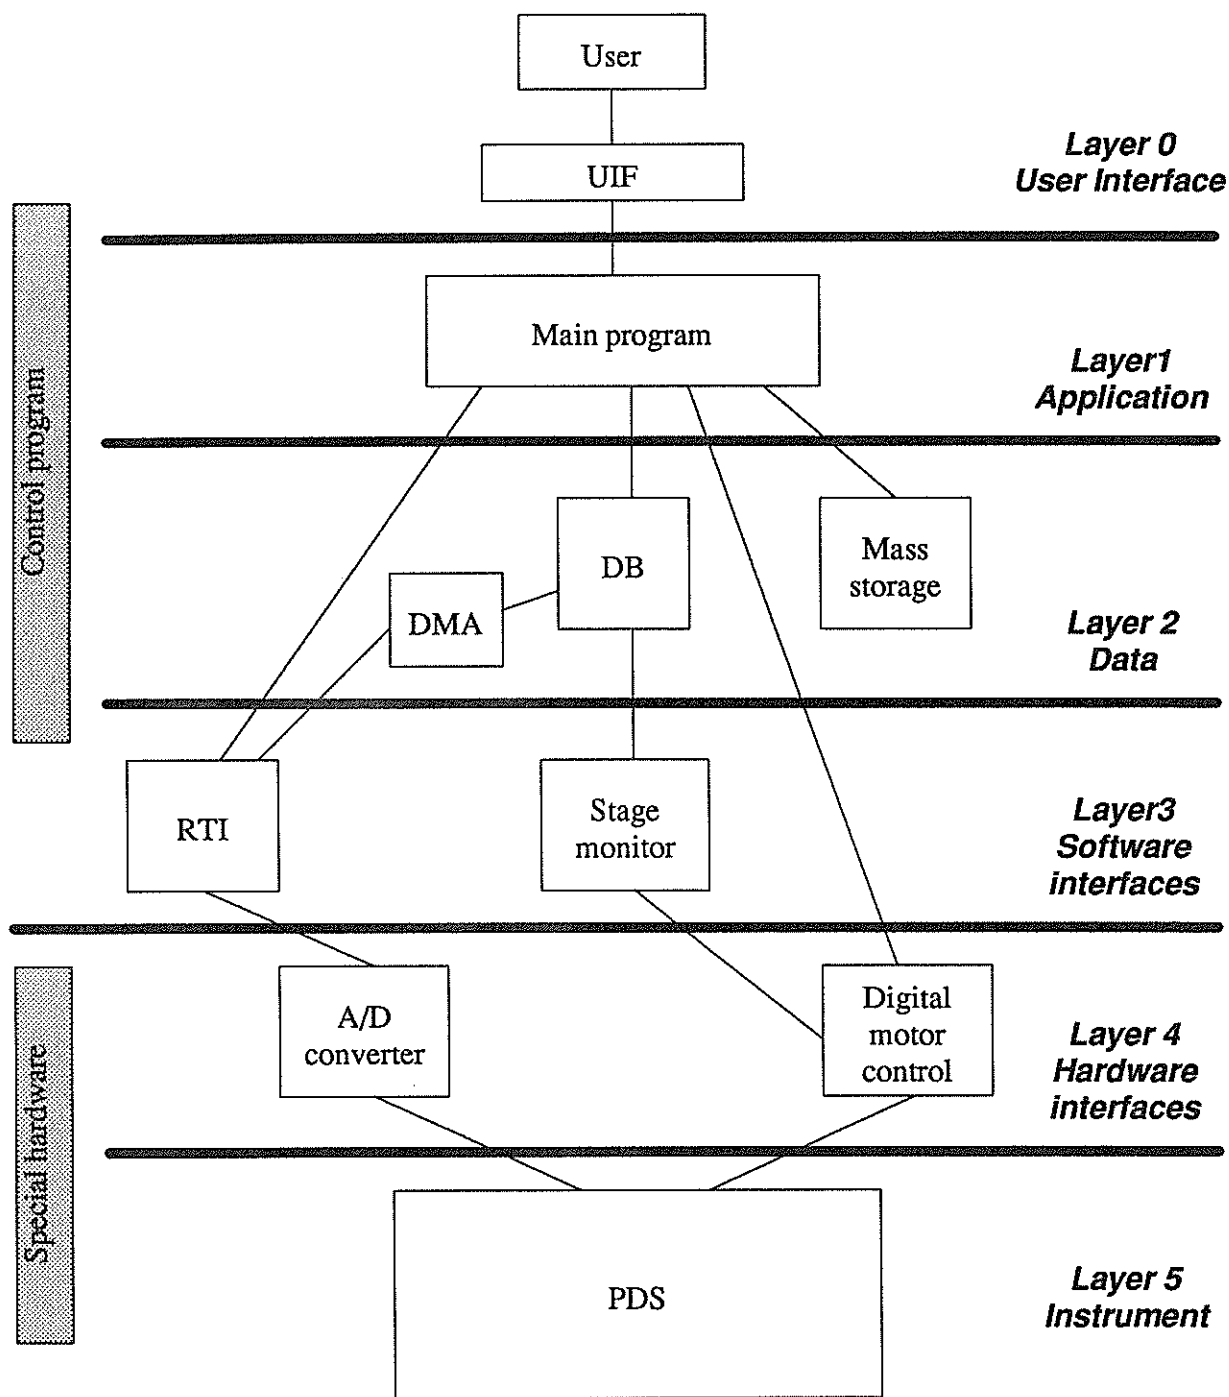 User
Layer 0
User Interface
UIF
Control program
Main program
Layer1
Application
DB
Mass
storage
DMA
Layer 2
Data
RTI
Stage
monitor
Layer3
Software
interfaces
Special hardware
A/D
converter
Digital
motor
control
Layer 4
Hardware
interfaces
PDS
Layer 5
Instrument